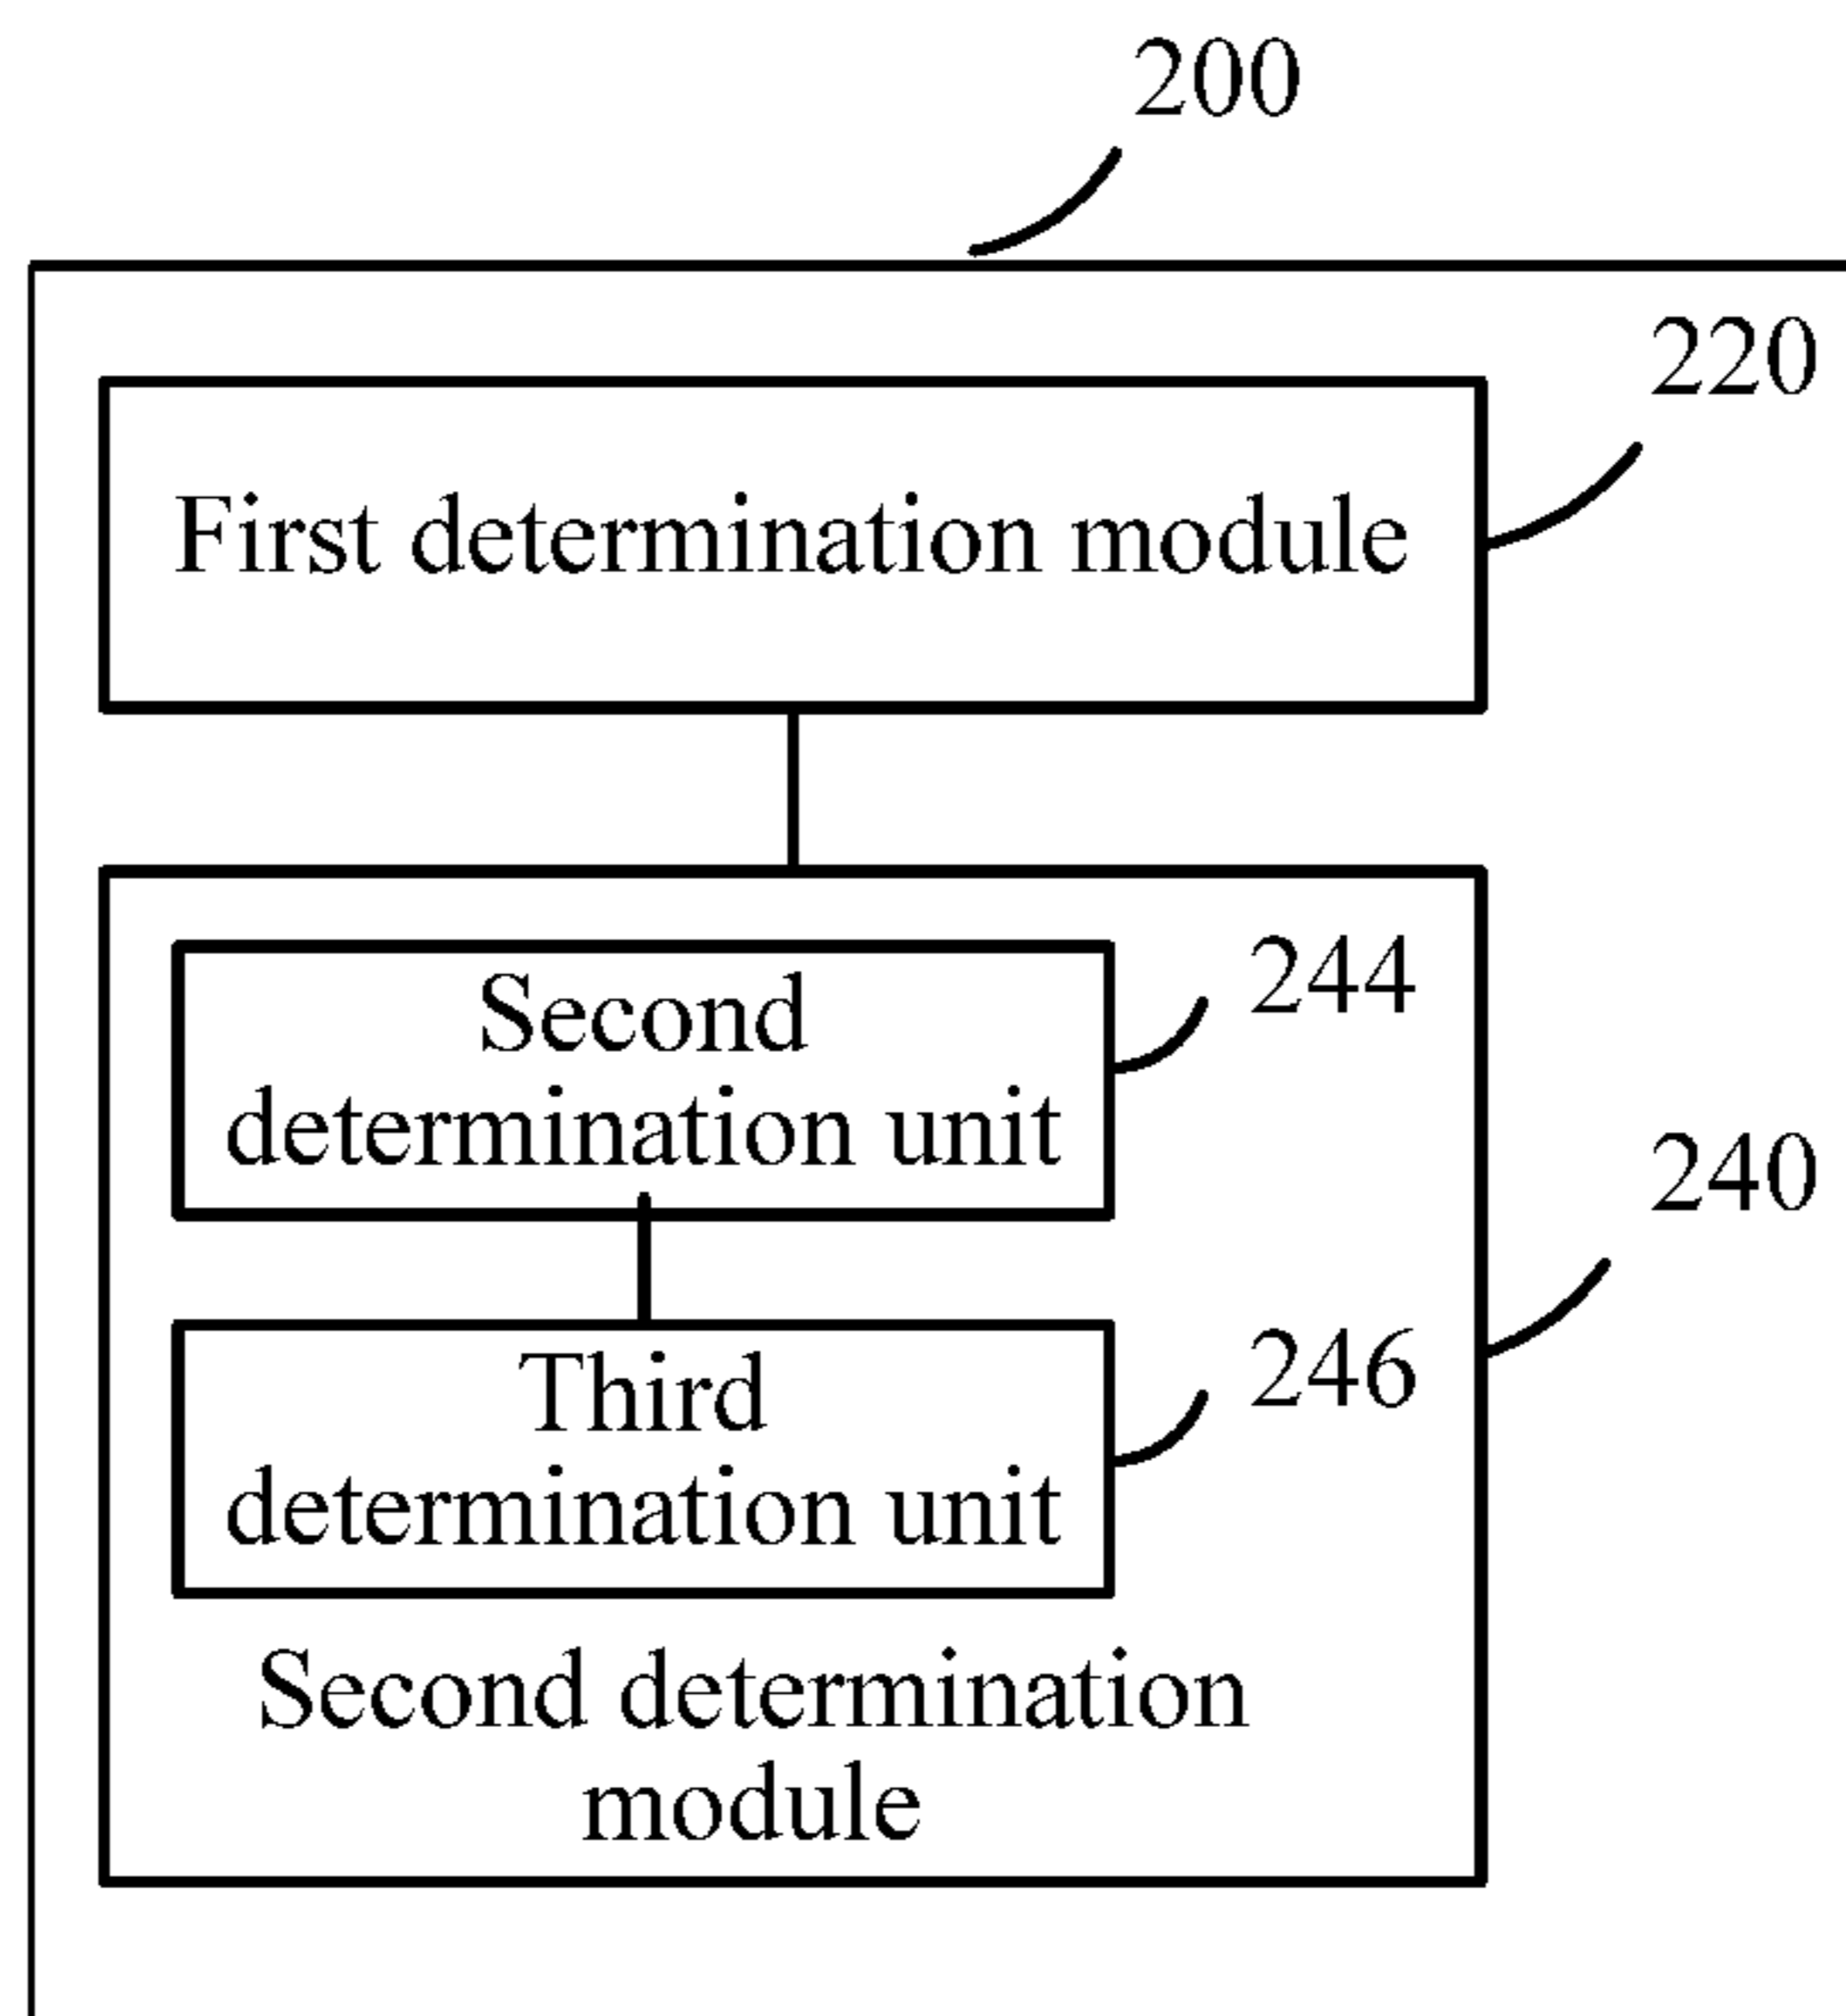 200
220
First determination module
244
Second
determination unit
240
246
Third
determination unit
Second determination
module